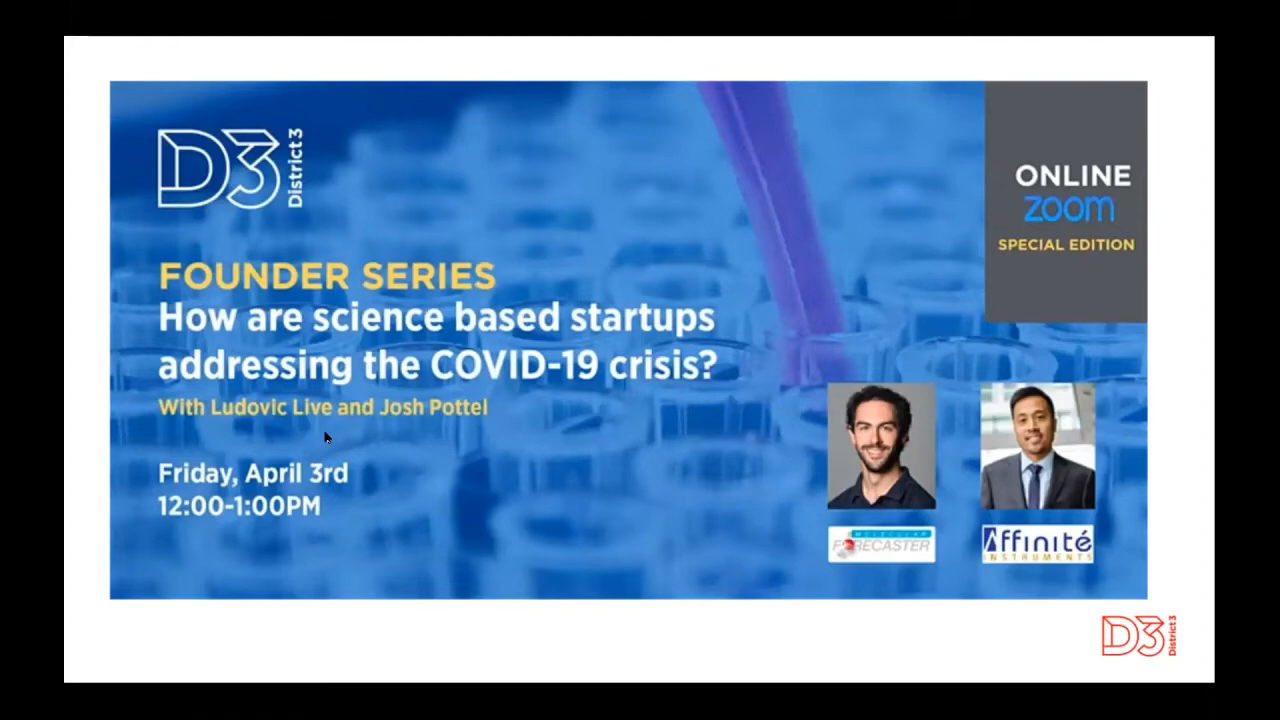 D3
District 3
ONLINE
zoom
SPECIAL EDITION
FOUNDER SERIES
How are science based startups
addressing the COVID-19 crisis?
With Ludovic Live and Josh Pottel
Friday, April 3rd
12:00-1:00PM
MOLECULAR
FORECASTER
Affinité
INSTRUMENTS
D3
District 3